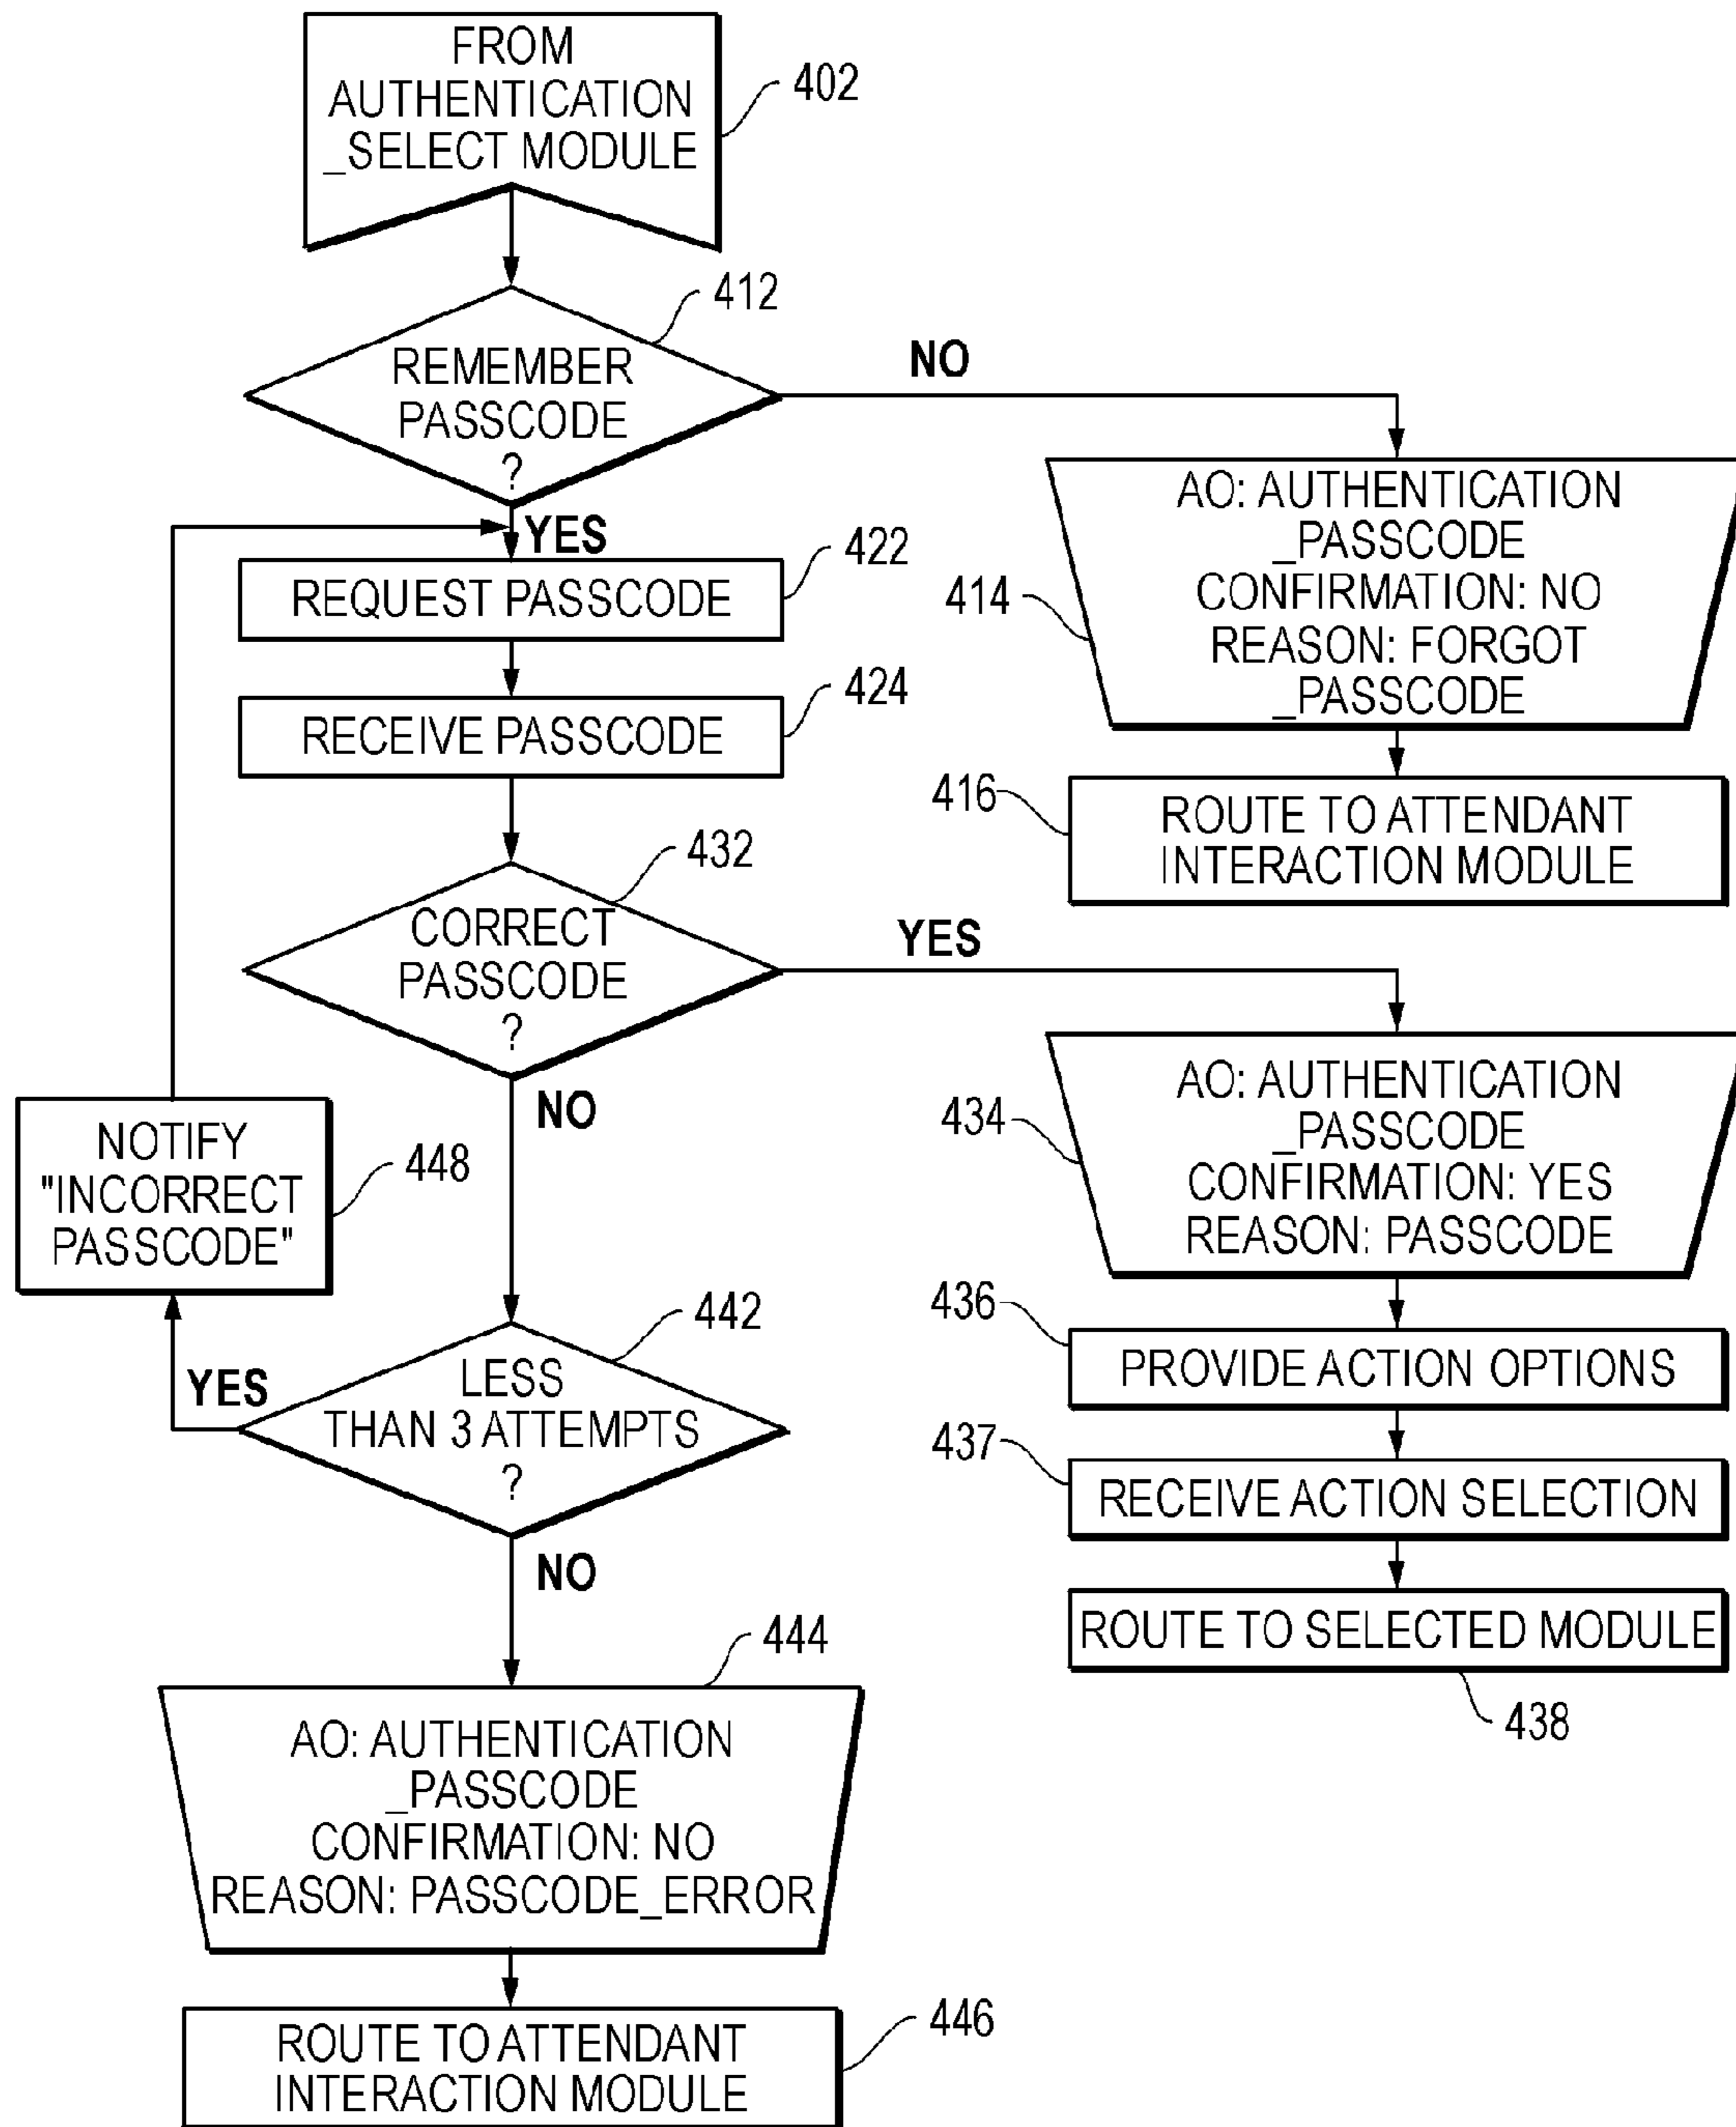 FROM
AUTHENTICATION
_SELECT MODULE
402
412
REMEMBER
PASSCODE
?
NO
YES
AO: AUTHENTICATION
_PASSCODE
CONFIRMATION: NO
REASON: FORGOT
_PASSCODE
414
REQUEST PASSCODE
422
RECEIVE PASSCODE
424
416
ROUTE TO ATTENDANT
INTERACTION MODULE
432
CORRECT
PASSCODE
?
YES
NO
AO: AUTHENTICATION
_PASSCODE
CONFIRMATION: YES
REASON: PASSCODE
434
NOTIFY
"INCORRECT
PASSCODE"
448
436
PROVIDE ACTION OPTIONS
442
LESS
THAN 3 ATTEMPTS
?
YES
NO
437
RECEIVE ACTION SELECTION
ROUTE TO SELECTED MODULE
438
444
AO: AUTHENTICATION
_PASSCODE
CONFIRMATION: NO
REASON: PASSCODE_ERROR
ROUTE TO ATTENDANT
INTERACTION MODULE
446